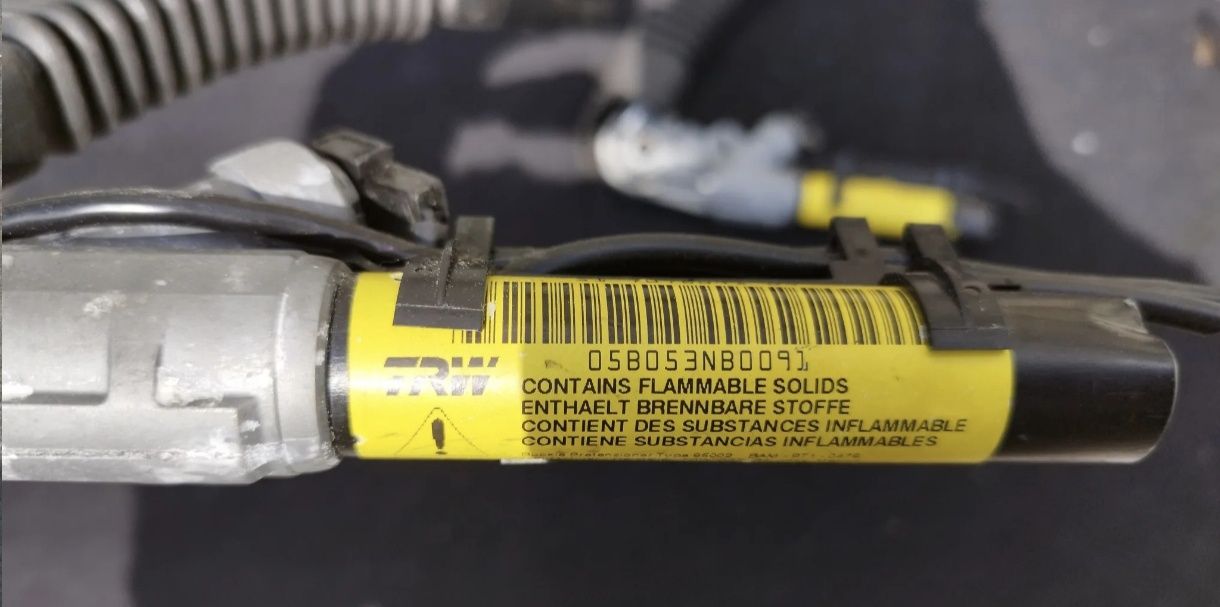 05B053NB0091
TRW
CONTAINS FLAMMABLE SOLIDS
ENTHAELT BRENNBARE STOFFE
CONTIENT DES SUBSTANCES INFLAMMABLE
CONTIENE SUBSTANCIAS INFLAMMABLES